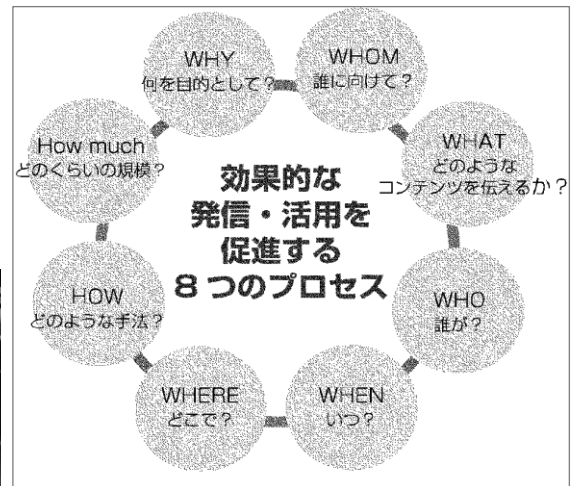 効果的な
発信・活用を
促進する
8つのプロセス
WHY
何を目的として？
WHOM
誰に向けて？
WHAT
どのような
コンテンツを伝えるか？
WHO
誰が？
WHEN
いつ？
WHERE
どこで？
HOW
どのような手法？
How much
どのくらいの規模？